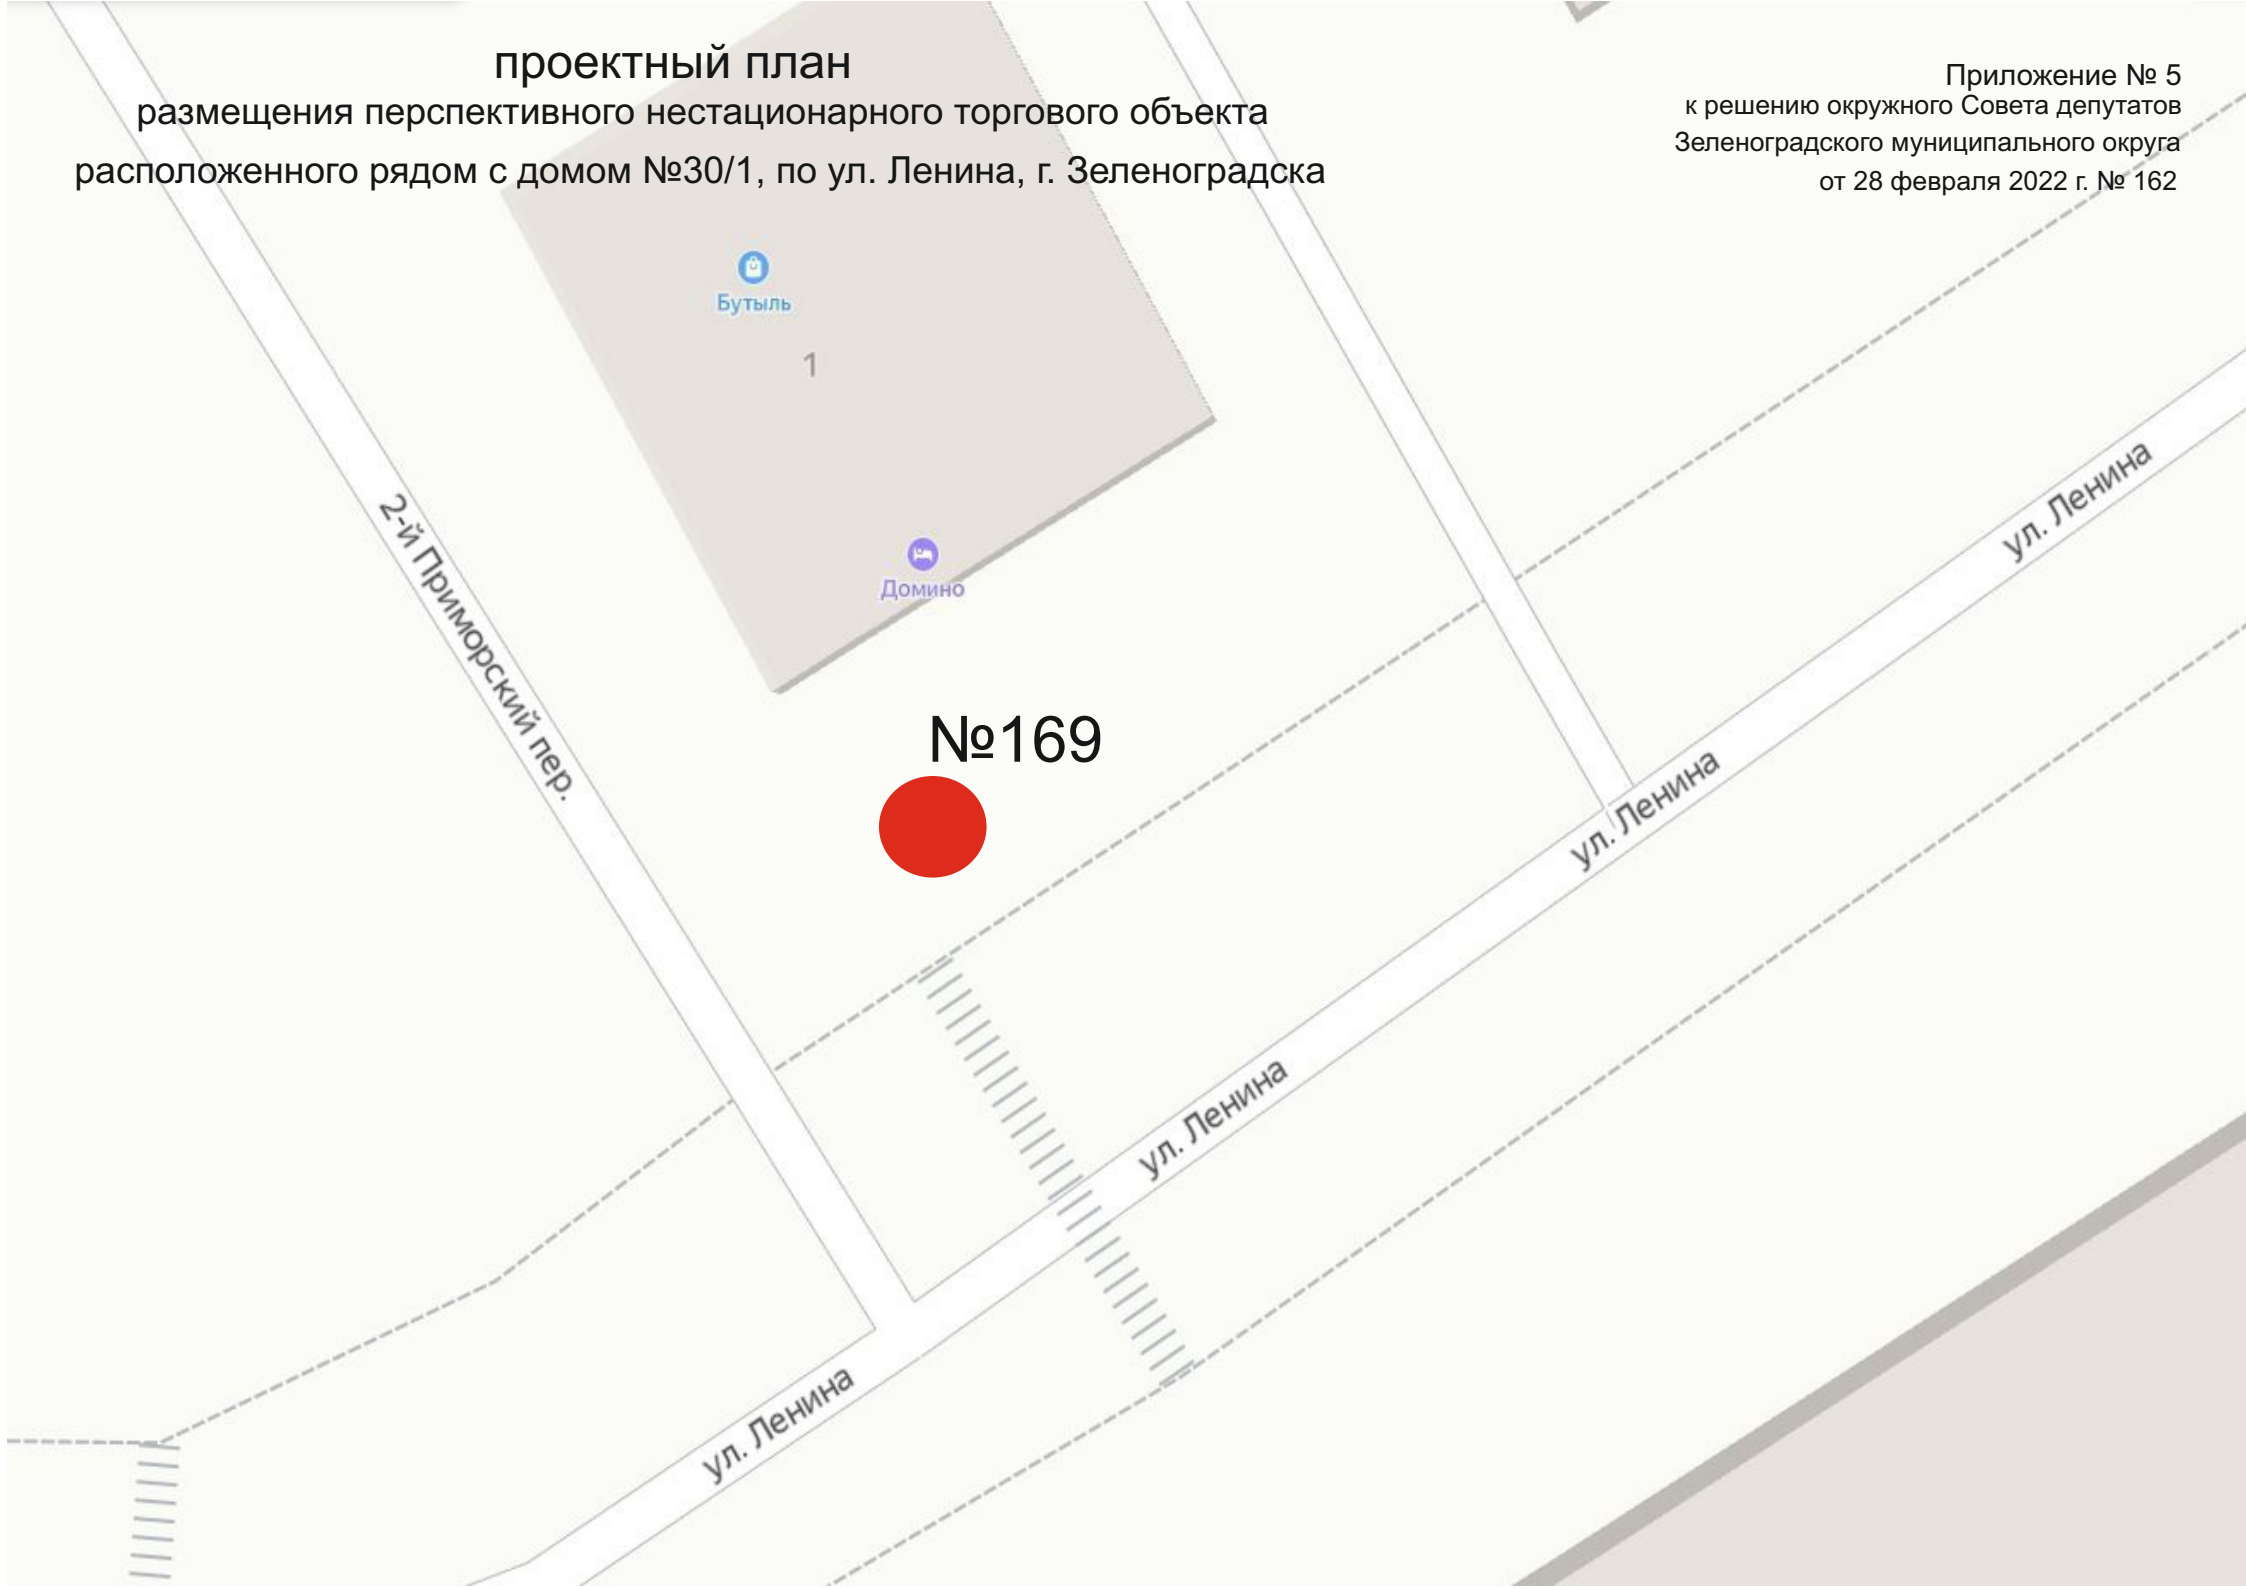 проектный план
размещения перспективного нестационарного торгового объекта
расположенного рядом с домом №30/1, по ул. Ленина, г. Зеленоградска
Приложение № 5
к решению окружного Совета депутатов
Зеленоградского муниципального округа
от 28 февраля 2022 г. № 162
Бутыль
1
2-й Приморский пер.
Домино
№169
ул. Ленина
ул. Ленина
ул. Ленина
ул. Ленина